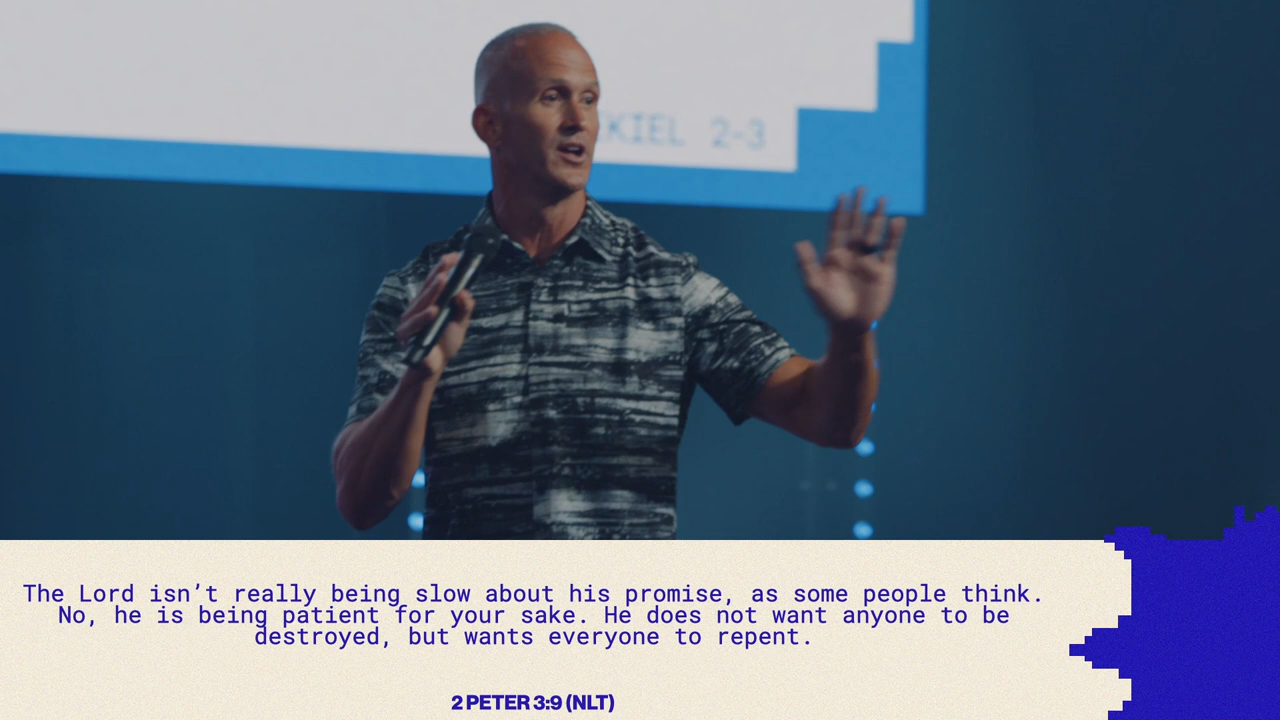 KIEL 2-3
The Lord isn’t really being slow about his promise, as some people think.
No, he is being patient for your sake. He does not want anyone to be
destroyed, but wants everyone to repent.
2 PETER 3:9 (NLT)